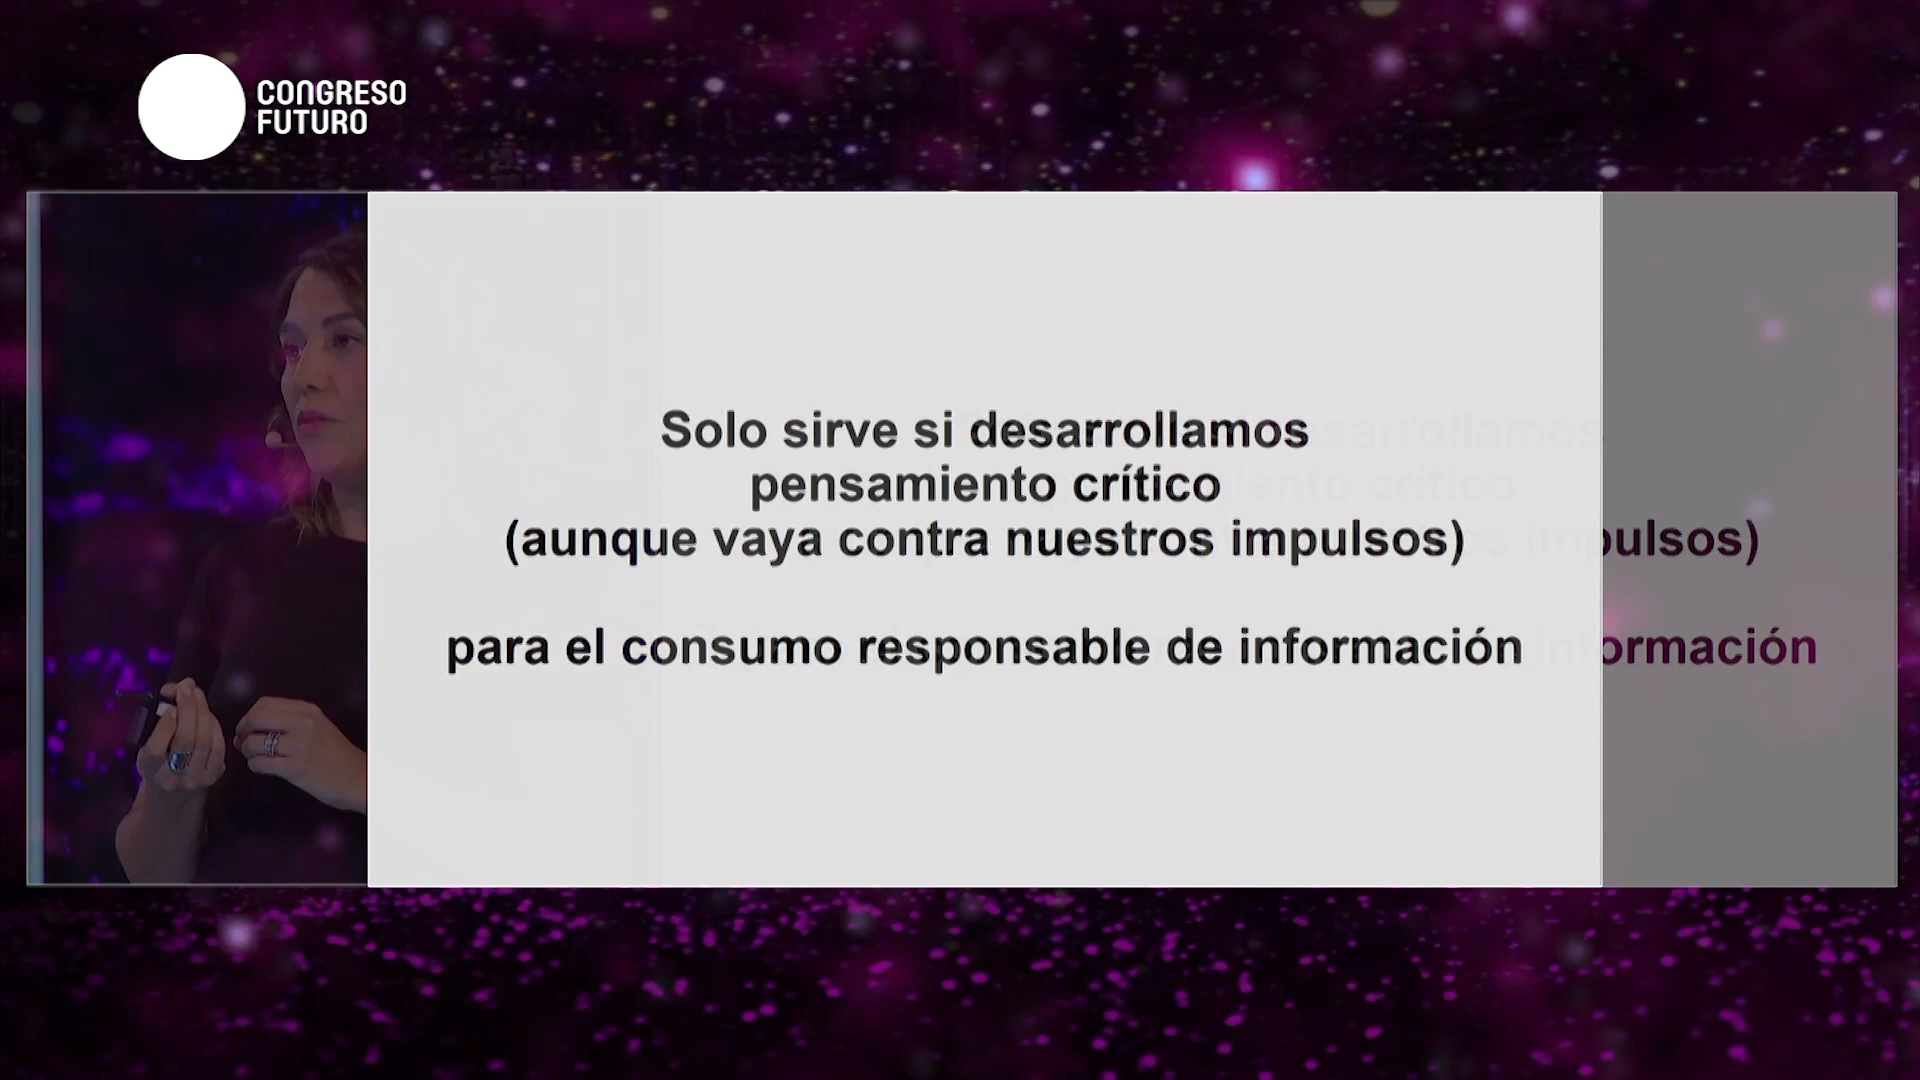 CONGRESO
FUTURO
Solo sirve si desarrollamos
pensamiento crítico
(aunque vaya contra nuestros impulsos)
para el consumo responsable de información